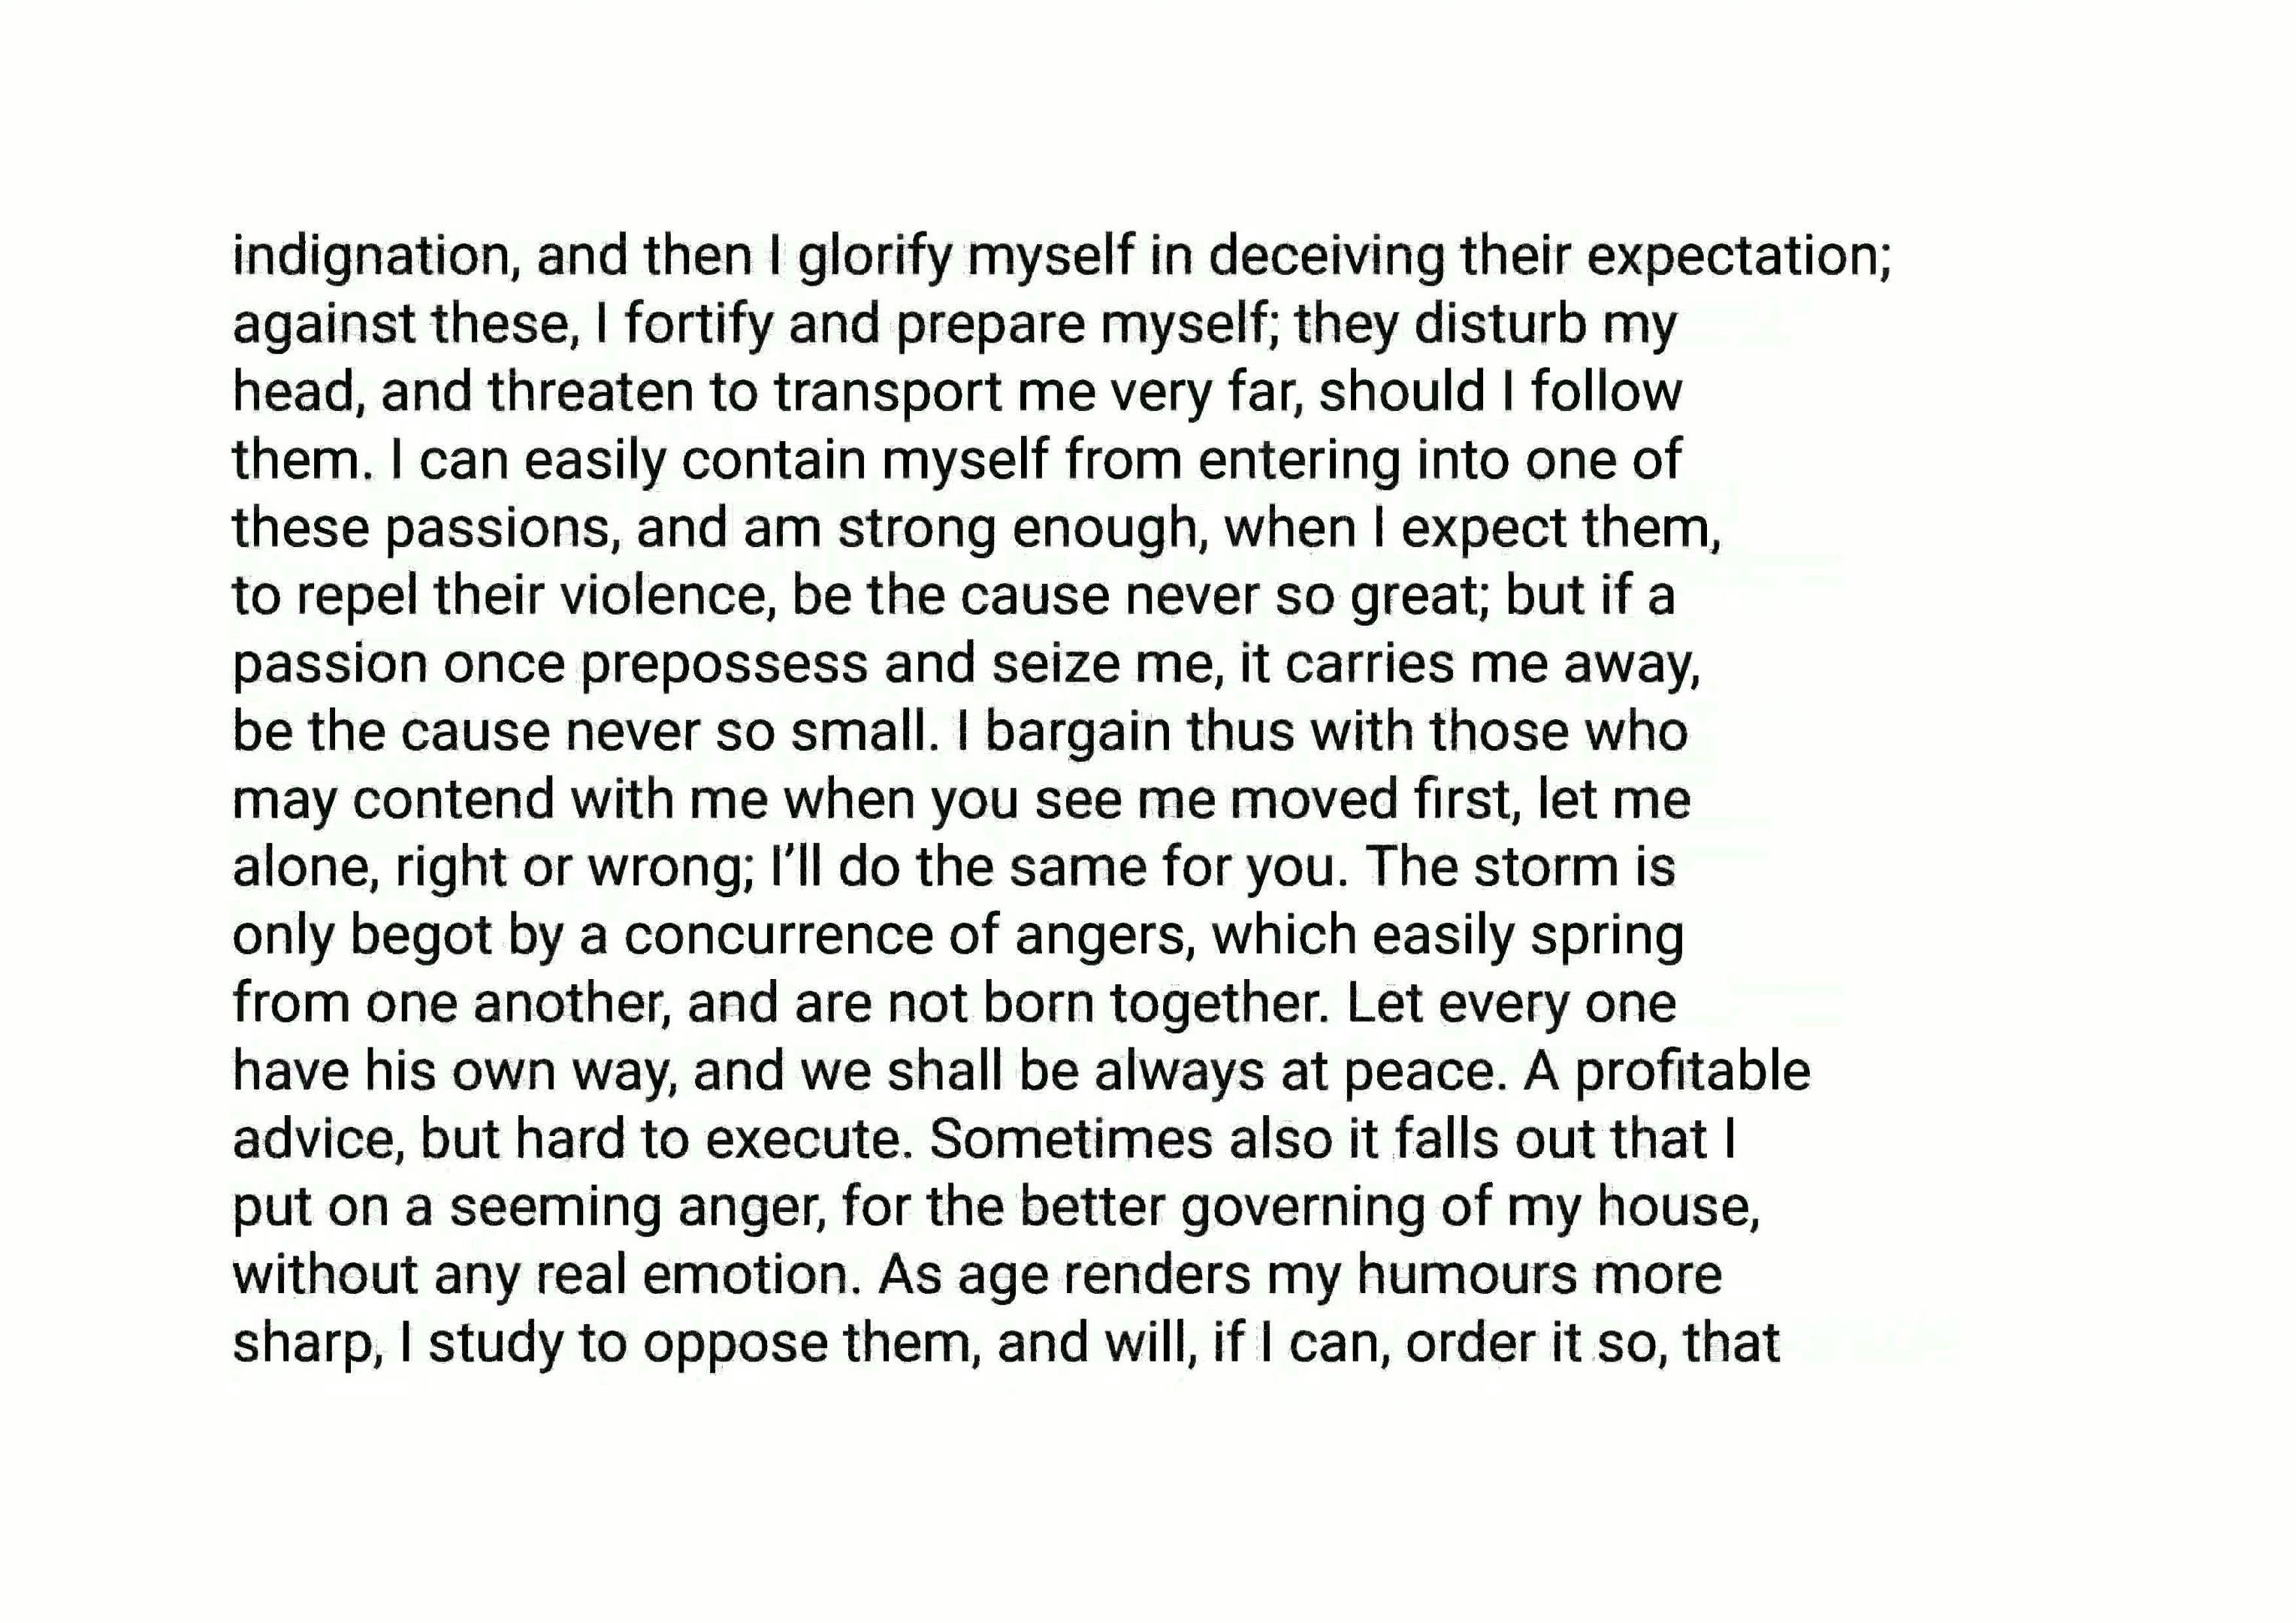 indignation, and then I glorify myself in deceiving their expectation;
against these, I fortify and prepare myself; they disturb my
head, and threaten to transport me very far, should I follow
them. I can easily contain myself from entering into one of
these passions, and am strong enough, when I expect them,
to repel their violence, be the cause never so great; but if a
passion once prepossess and seize me, it carries me away,
be the cause never so small. I bargain thus with those who
may contend with me when you see me moved first, let me
alone, right or wrong; I’ll do the same for you. The storm is
only begot by a concurrence of angers, which easily spring
from one another, and are not born together. Let every one
have his own way, and we shall be always at peace. A profitable
advice, but hard to execute. Sometimes also it falls out that I
put on a seeming anger, for the better governing of my house,
without any real emotion. As age renders my humours more
sharp, I study to oppose them, and will, if I can, order it so, that